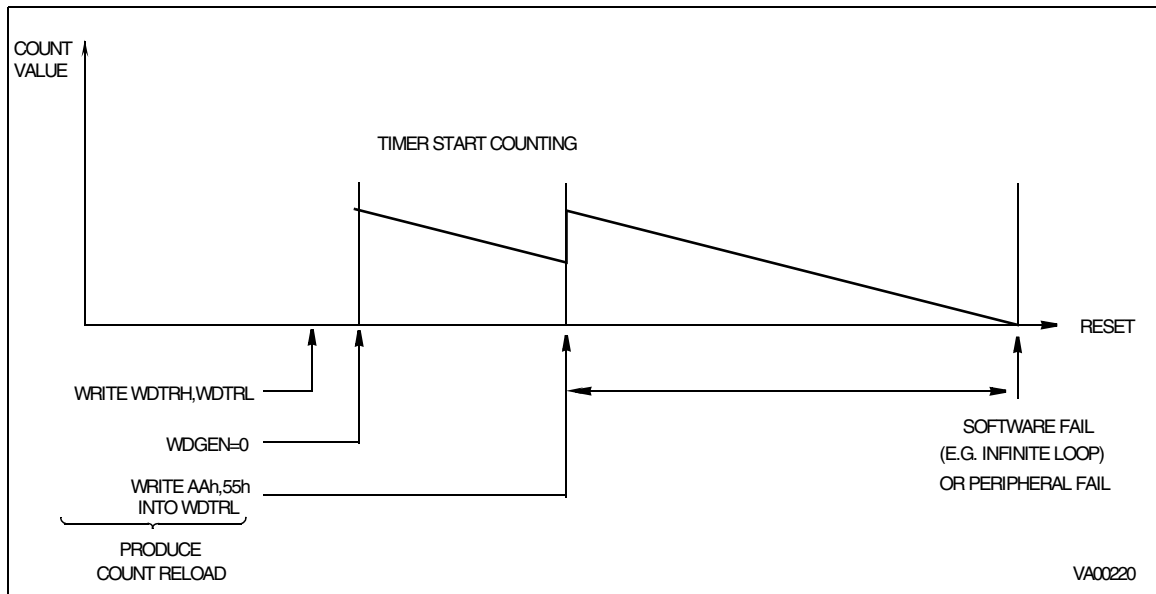 COUNT
VALUE
TIMER START COUNTING
RESET
WRITE WDTRH,WDTRL
WDGEN=0
WRITE AAh,55h
INTO WDTRL
PRODUCE
COUNT RELOAD
SOFTWARE FAIL
(E.G. INFINITE LOOP)
OR PERIPHERAL FAIL
VA00220